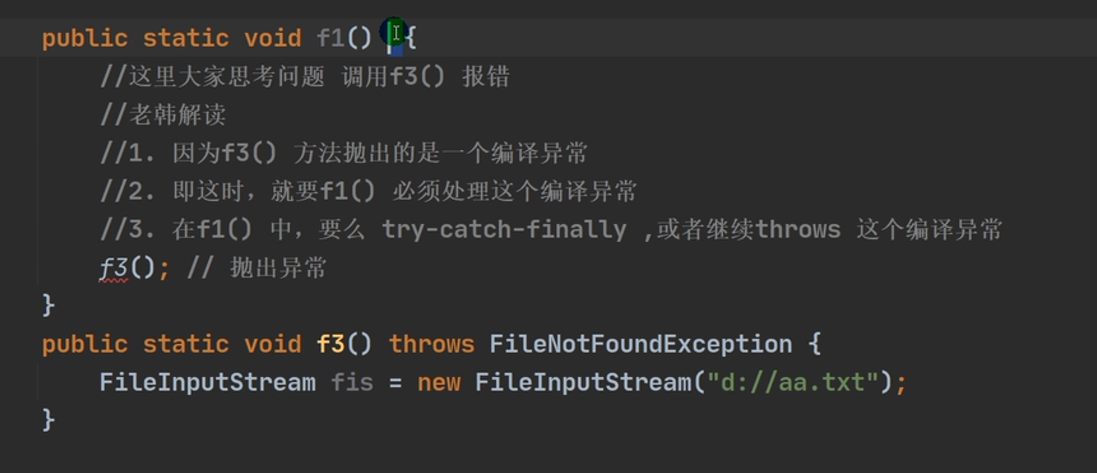 public static void f1() {
//这里大家思考问题 调用f3() 报错
//老韩解读
//1. 因为f3() 方法抛出的是一个编译异常
//2. 即这时，就要f1() 必须处理这个编译异常
//3. 在f1() 中，要么 try-catch-finally ,或者继续throws 这个编译异常
f3(); // 抛出异常
}
public static void f3() throws FileNotFoundException {
FileInputStream fis = new FileInputStream("d://aa.txt");
}